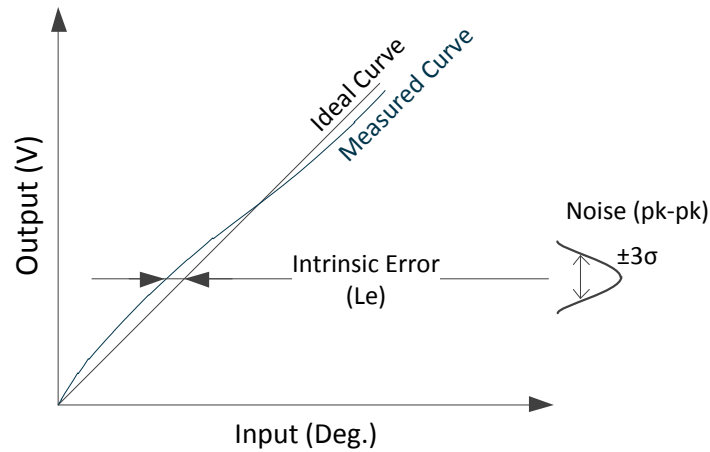 Output (V)
Ideal Curve
Measured Curve
Noise (pk-pk)
±3σ
Intrinsic Error
(Le)
Input (Deg.)